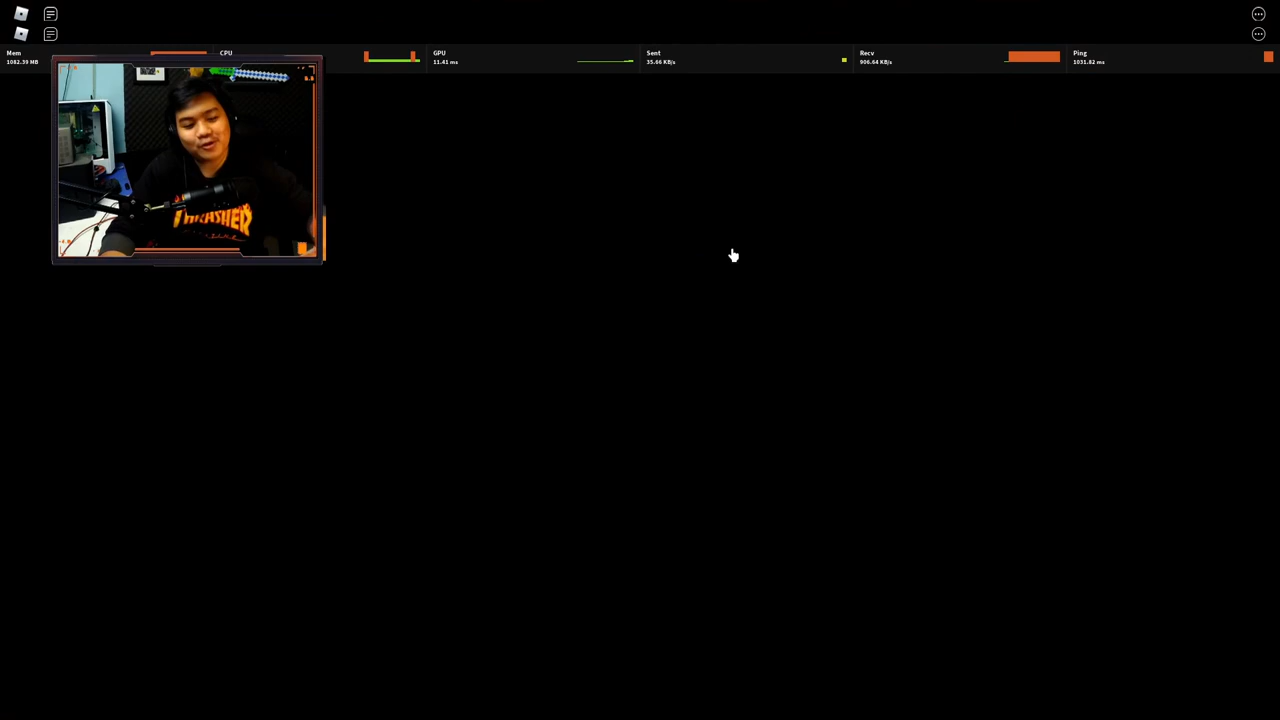 Mem
1082.39 MB
CPU
GPU
11.41 ms
Sent
35.66 KB/s
Recv
906.64 KB/s
Ping
1031.82 ms
THRASHER